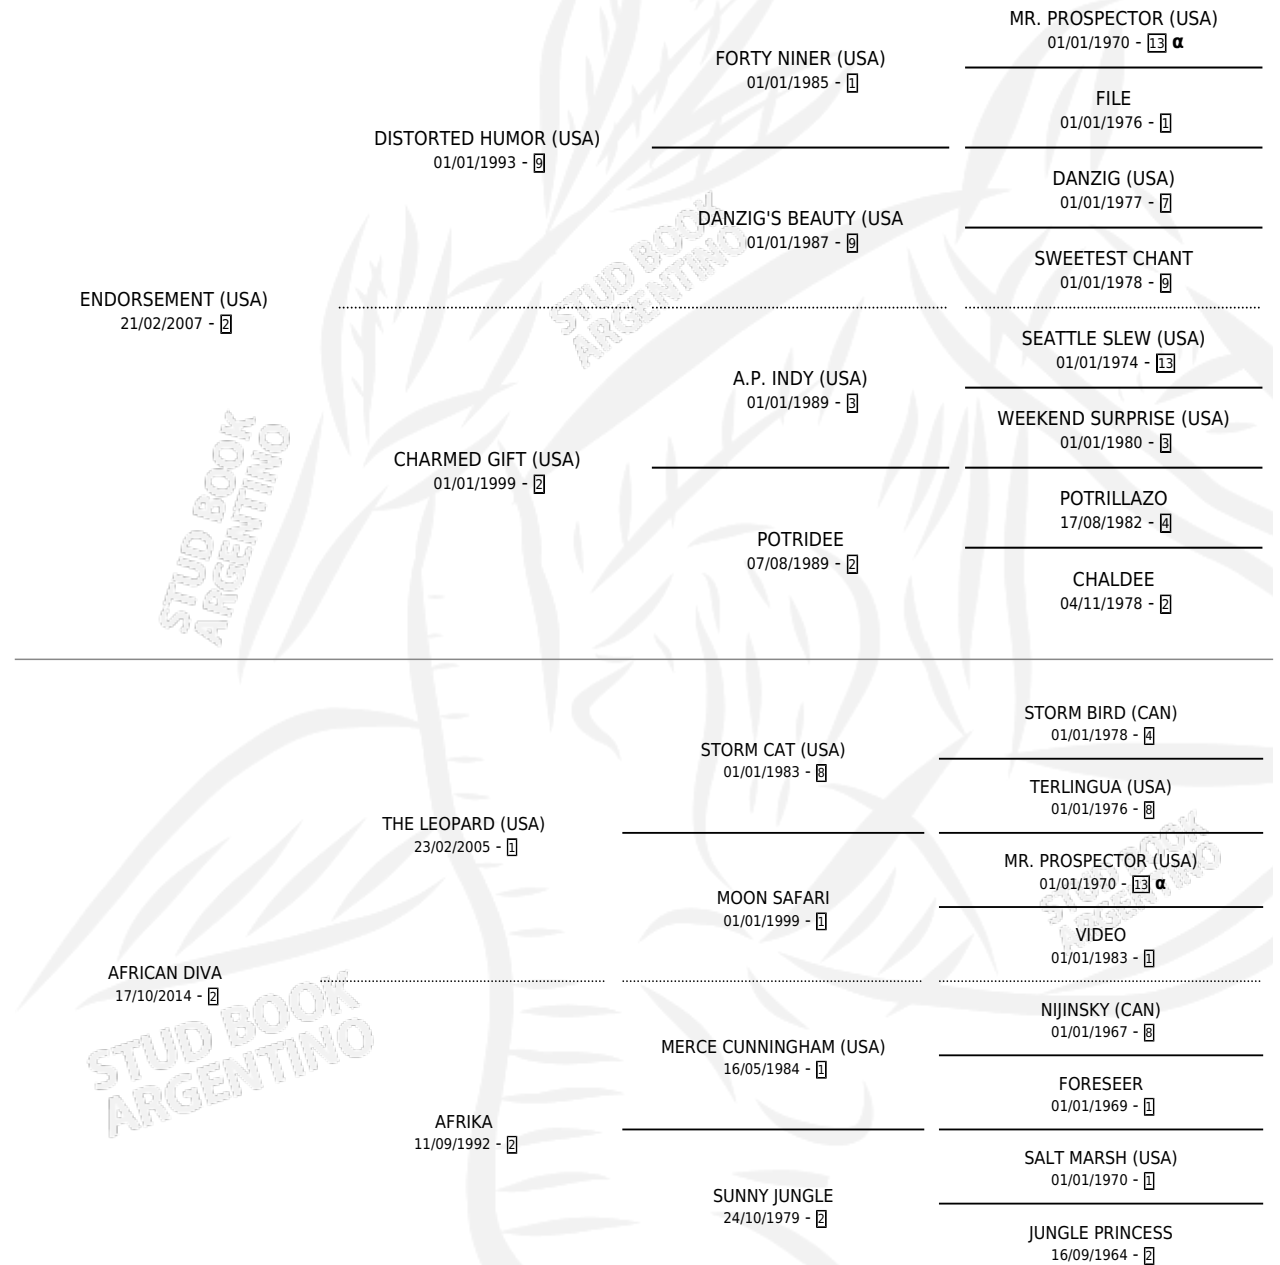 MR. PROSPECTOR (USA)
01/01/1970 - 13 α
FORTY NINER (USA)
01/01/1985 - 1
FILE
01/01/1976 - 1
DISTORTED HUMOR (USA)
01/01/1993 - 9
DANZIG (USA)
01/01/1977 - 7
DANZIG'S BEAUTY (USA
01/01/1987 - 9
SWEETEST CHANT
01/01/1978 - 9
ENDORSEMENT (USA)
21/02/2007 - 2
STUD BOOK
ARGENTINO
SEATTLE SLEW (USA)
01/01/1974 - 13
A.P. INDY (USA)
01/01/1989 - 3
WEEKEND SURPRISE (USA)
01/01/1980 - 3
CHARMED GIFT (USA)
01/01/1999 - 2
POTRILLAZO
17/08/1982 - 4
POTRIDEE
07/08/1989 - 2
CHALDEE
04/11/1978 - 2
STUD BOOK
ARGENTINO
STORM BIRD (CAN)
01/01/1978 - 4
STORM CAT (USA)
01/01/1983 - 8
TERLINGUA (USA)
01/01/1976 - 8
THE LEOPARD (USA)
23/02/2005 - 1
MR. PROSPECTOR (USA)
01/01/1970 - 13 α
MOON SAFARI
01/01/1999 - 1
VIDEO
01/01/1983 - 1
STUD BOOK
ARGENTINO
AFRICAN DIVA
17/10/2014 - 2
NIJINSKY (CAN)
01/01/1967 - 8
MERCE CUNNINGHAM (USA)
16/05/1984 - 1
FORESEER
01/01/1969 - 1
AFRIKA
11/09/1992 - 2
SALT MARSH (USA)
01/01/1970 - 1
SUNNY JUNGLE
24/10/1979 - 2
JUNGLE PRINCESS
16/09/1964 - 2
STUD BOOK
ARGENTINO